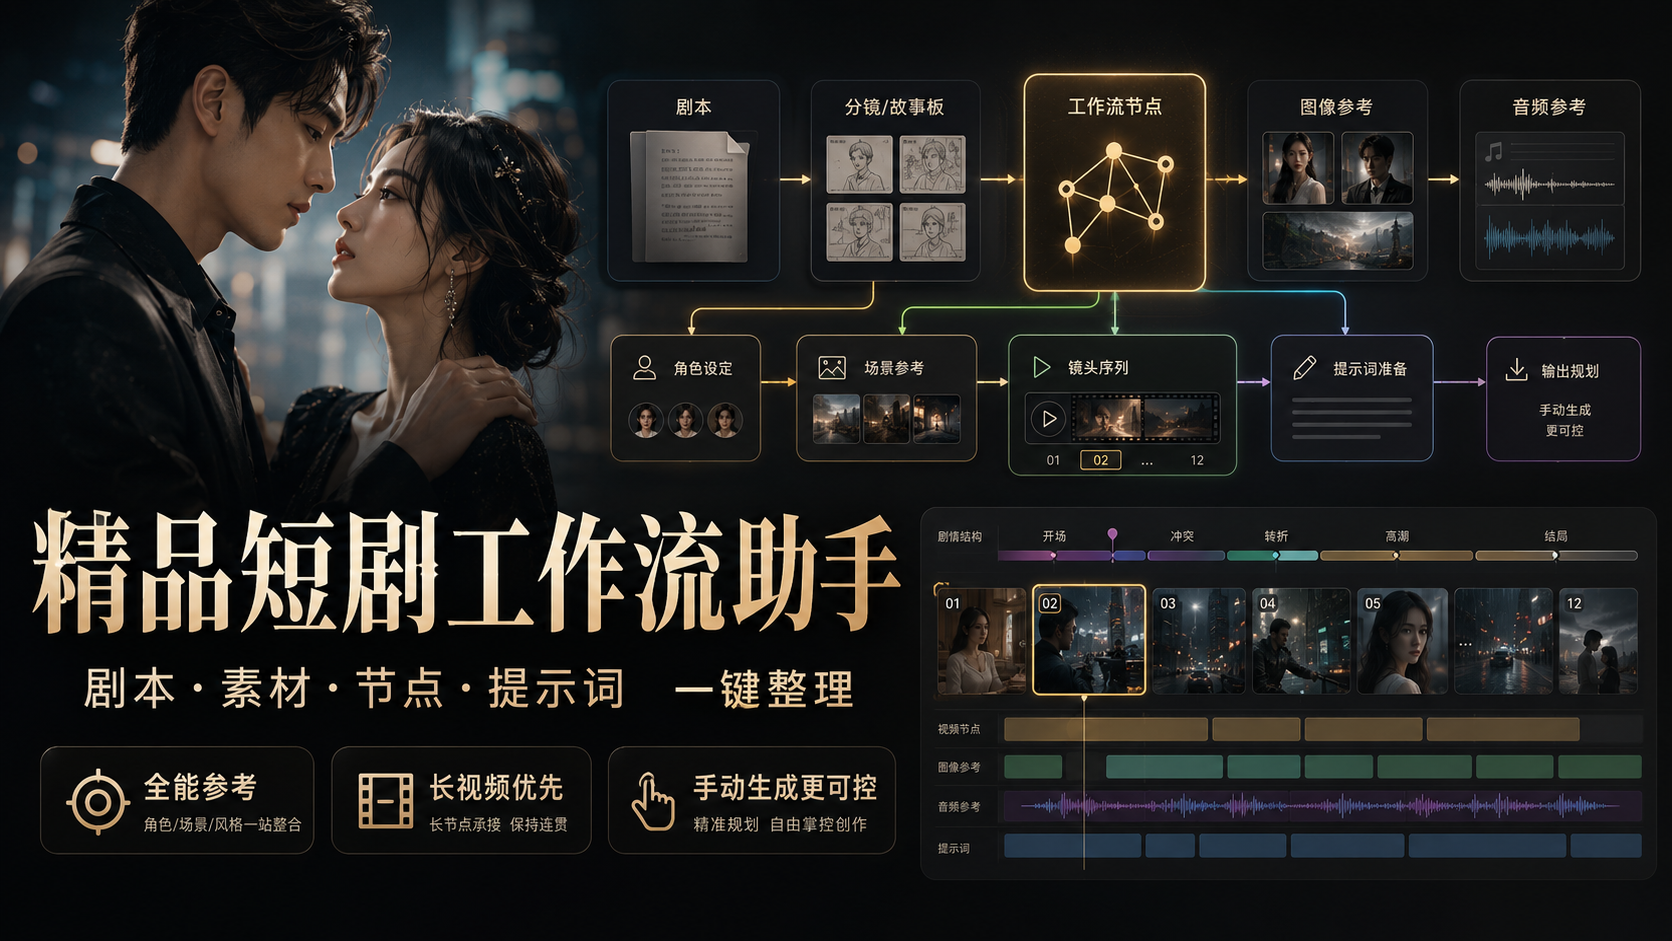 剧本
分镜/故事板
工作流节点
图像参考
音频参考
角色设定
场景参考
镜头序列
01 02 ... 12
提示词准备
输出规划
手动生成
更可控
精品短剧工作流助手
剧本·素材·节点·提示词 一键整理
全能参考
角色/场景/风格一站整合
长视频优先
长节点承接 保持连贯
手动生成更可控
精准规划 自由掌控创作
剧情结构 开场 冲突 转折 高潮 结局
01 02 03 04 05 ... 12
视频节点
图像参考
音频参考
提示词